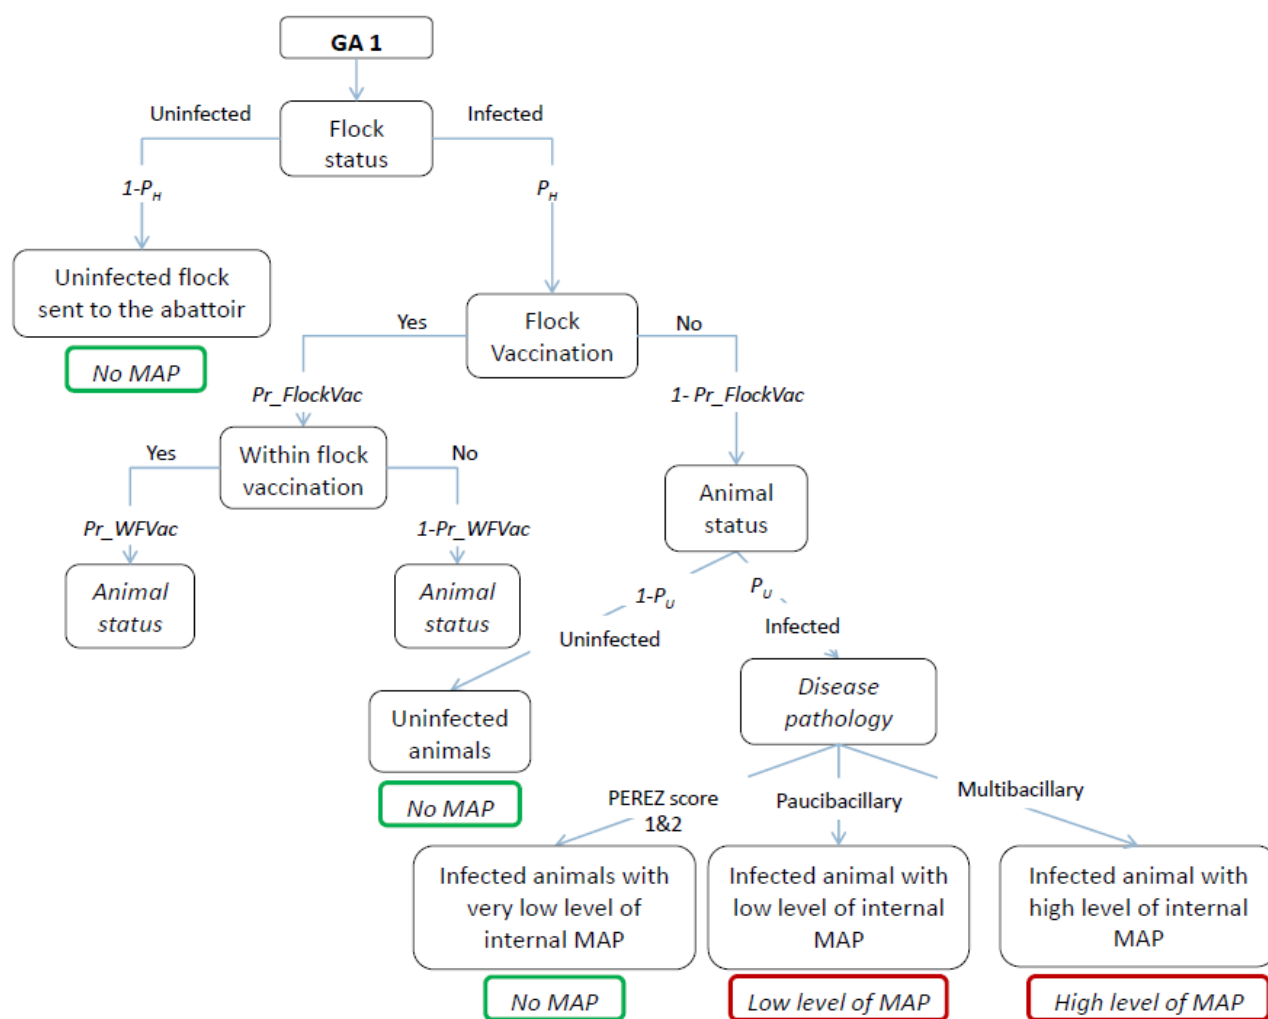 GA 1
Uninfected
Infected
Flock
status
1-P_H
P_H
Uninfected flock
sent to the abattoir
No MAP
Yes
No
Flock
Vaccination
Pr_FlockVac
1- Pr_FlockVac
Yes
No
Within flock
vaccination
Animal
status
Pr_WFVac
1-Pr_WFVac
Animal
status
Animal
status
1-P_U
P_U
Uninfected
Infected
Uninfected
animals
No MAP
Disease
pathology
PEREZ score
1&2
Paucibacillary
Multibacillary
Infected animals with
very low level of
internal MAP
Infected animal with
low level of internal
MAP
Infected animal with
high level of internal
MAP
No MAP
Low level of MAP
High level of MAP